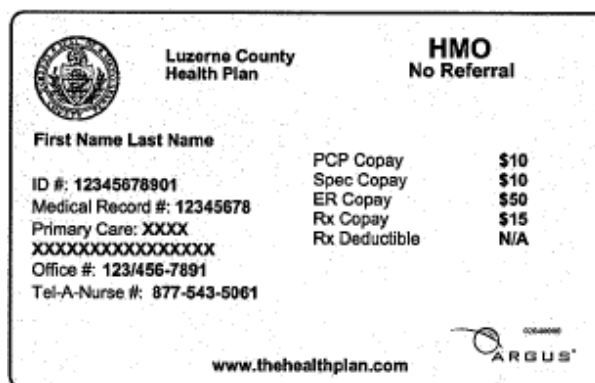 Luzerne County
Health Plan
HMO
No Referral
First Name Last Name
ID #: 12345678901
Medical Record #: 12345678
Primary Care: XXXX
XXXXXXXXXXXXXXXX
Office #: 123/456-7891
Tel-A-Nurse #: 877-543-5061
PCP Copay $10
Spec Copay $10
ER Copay $50
Rx Copay $15
Rx Deductible N/A
ARGUS
www.thehealthplan.com